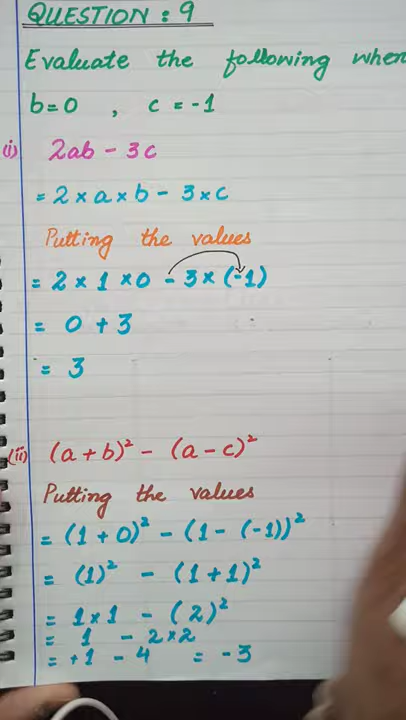 QUESTION : 9
Evaluate the following when
b=0 , c = -1
(i) 2ab - 3c
= 2 × a × b - 3 × c
Putting the values
= 2 × 1 × 0 - 3 × (-1)
= 0 + 3
= 3
(ii) (a + b)² - (a - c)²
Putting the values
= (1 + 0)² - (1 - (-1))²
= (1)² - (1 + 1)²
= 1×1 - (2)²
= 1 - 2×2
= +1 - 4 = -3